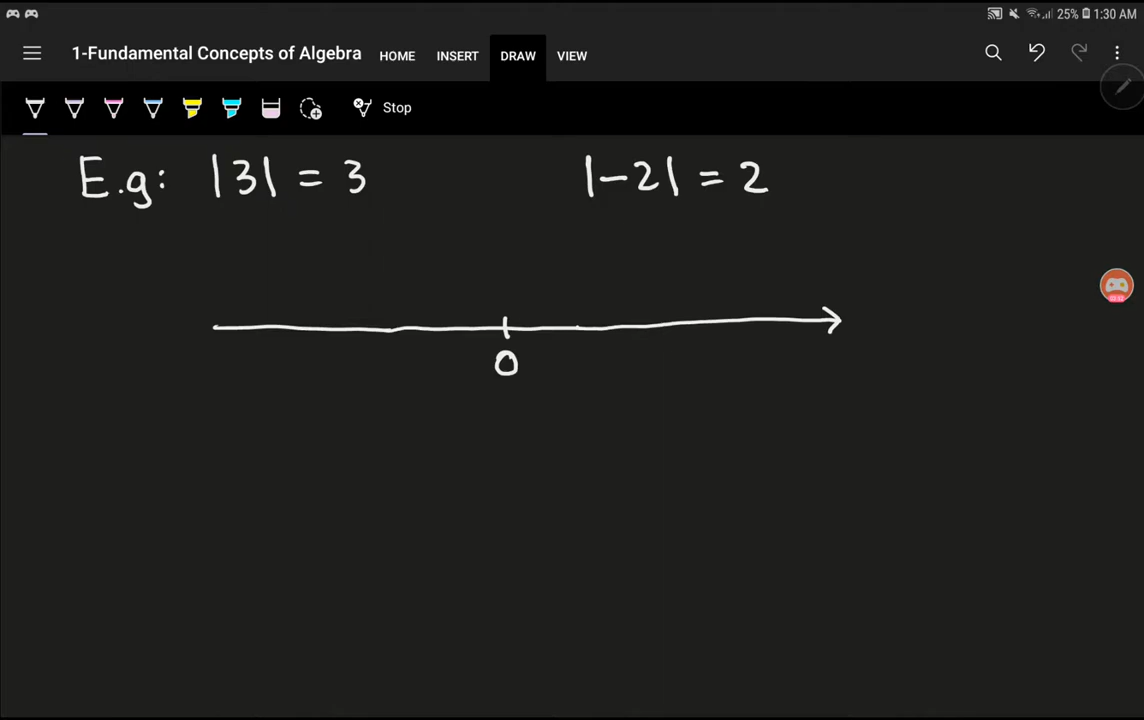 25% 1:30 AM
1-Fundamental Concepts of Algebra HOME INSERT DRAW VIEW
Stop
E.g: |3| = 3 |-2| = 2
0